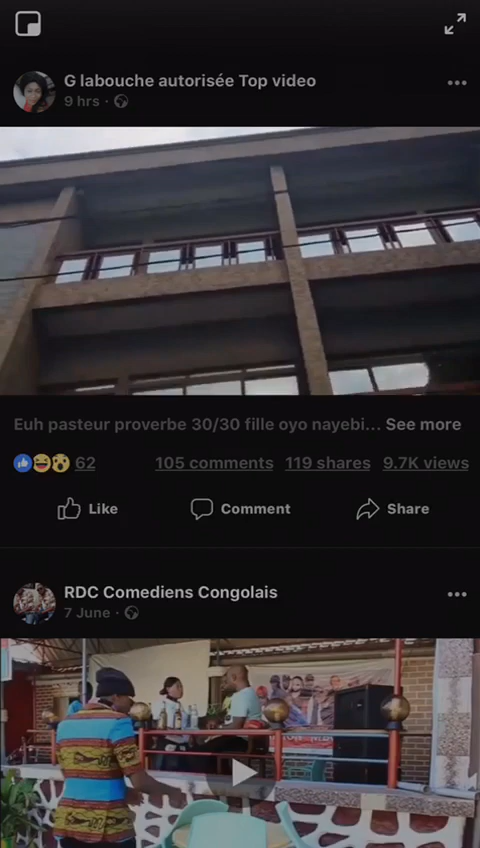 G labouche autorisée Top video
9 hrs ·
Euh pasteur proverbe 30/30 fille oyo nayebi... See more
62 105 comments 119 shares 9.7K views
Like Comment Share
RDC Comediens Congolais
7 June ·